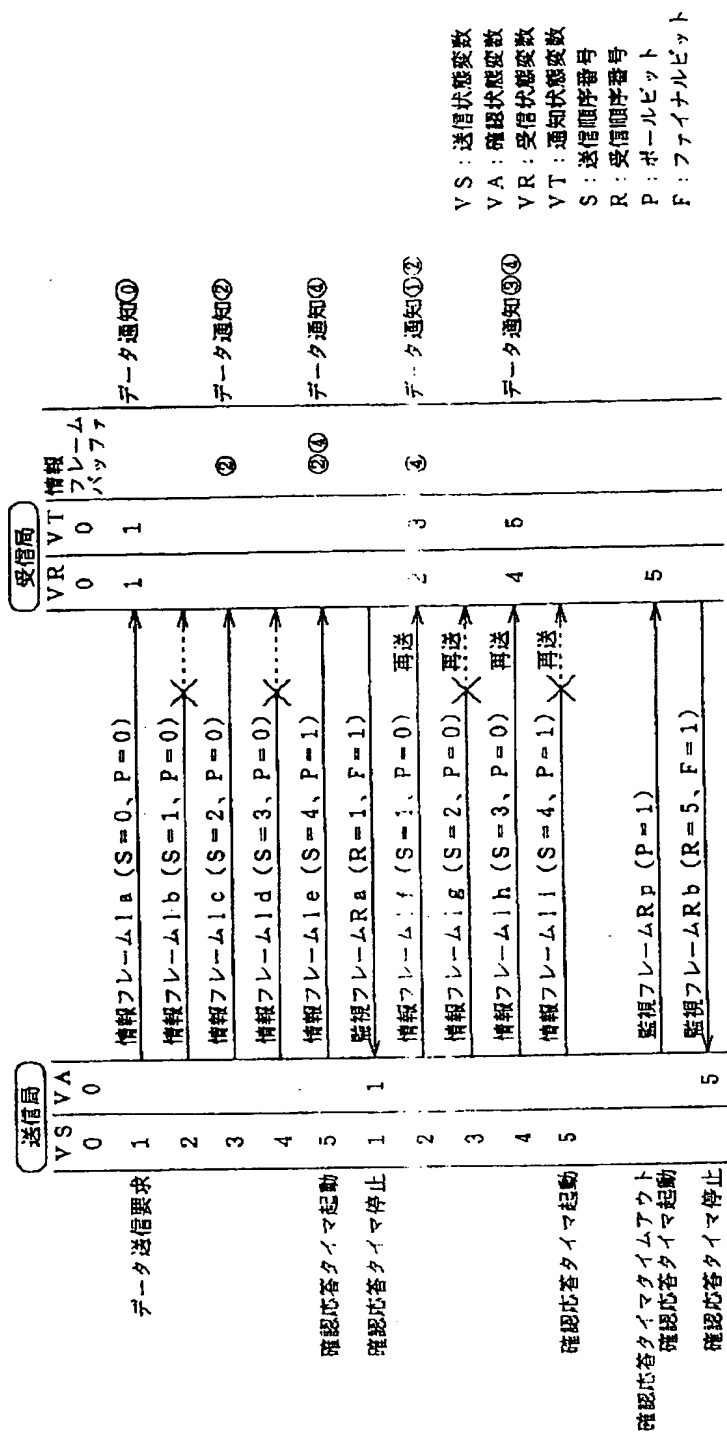 送信局
受信局
VS VA
VR VT 情報
フレーム
バッファ
0 0 0 0
データ送信要求 1 情報フレームIa (S=0、P=0) 1 1 データ通知⓪
2 情報フレームIb (S=1、P=0)
3 情報フレームIc (S=2、P=0) ② データ通知②
4 情報フレームId (S=3、P=0)
確認応答タイマ起動 5 情報フレームIe (S=4、P=1) ②④ データ通知④
確認応答タイマ停止 1 1 監視フレームRa (R=1、F=1)
2 情報フレームIf (S=1、P=0) 再送 2 3 ④ データ通知①②
3 情報フレームIg (S=2、P=0) 再送
4 情報フレームIh (S=3、P=0) 再送 4 5 データ通知③④
確認応答タイマ起動 5 情報フレームIi (S=4、P=1) 再送
確認応答タイマタイムアウト
確認応答タイマ起動 監視フレームRp (P=1) 5
確認応答タイマ停止 5 監視フレームRb (R=5、F=1)
VS:送信状態変数
VA:確認状態変数
VR:受信状態変数
VT:通知状態変数
S:送信順序番号
R:受信順序番号
P:ポールビット
F:ファイナルビット